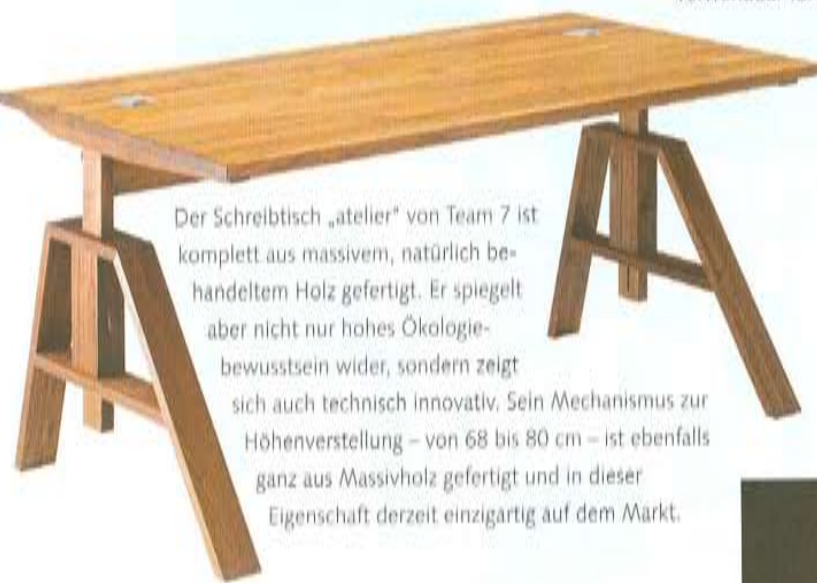 Der Schreibtisch „atelier“ von Team 7 ist
komplett aus massivem, natürlich be-
handeltem Holz gefertigt. Er spiegelt
aber nicht nur hohes Ökologie-
bewusstsein wider, sondern zeigt
sich auch technisch innovativ. Sein Mechanismus zur
Höhenverstellung – von 68 bis 80 cm – ist ebenfalls
ganz aus Massivholz gefertigt und in dieser
Eigenschaft derzeit einzigartig auf dem Markt.